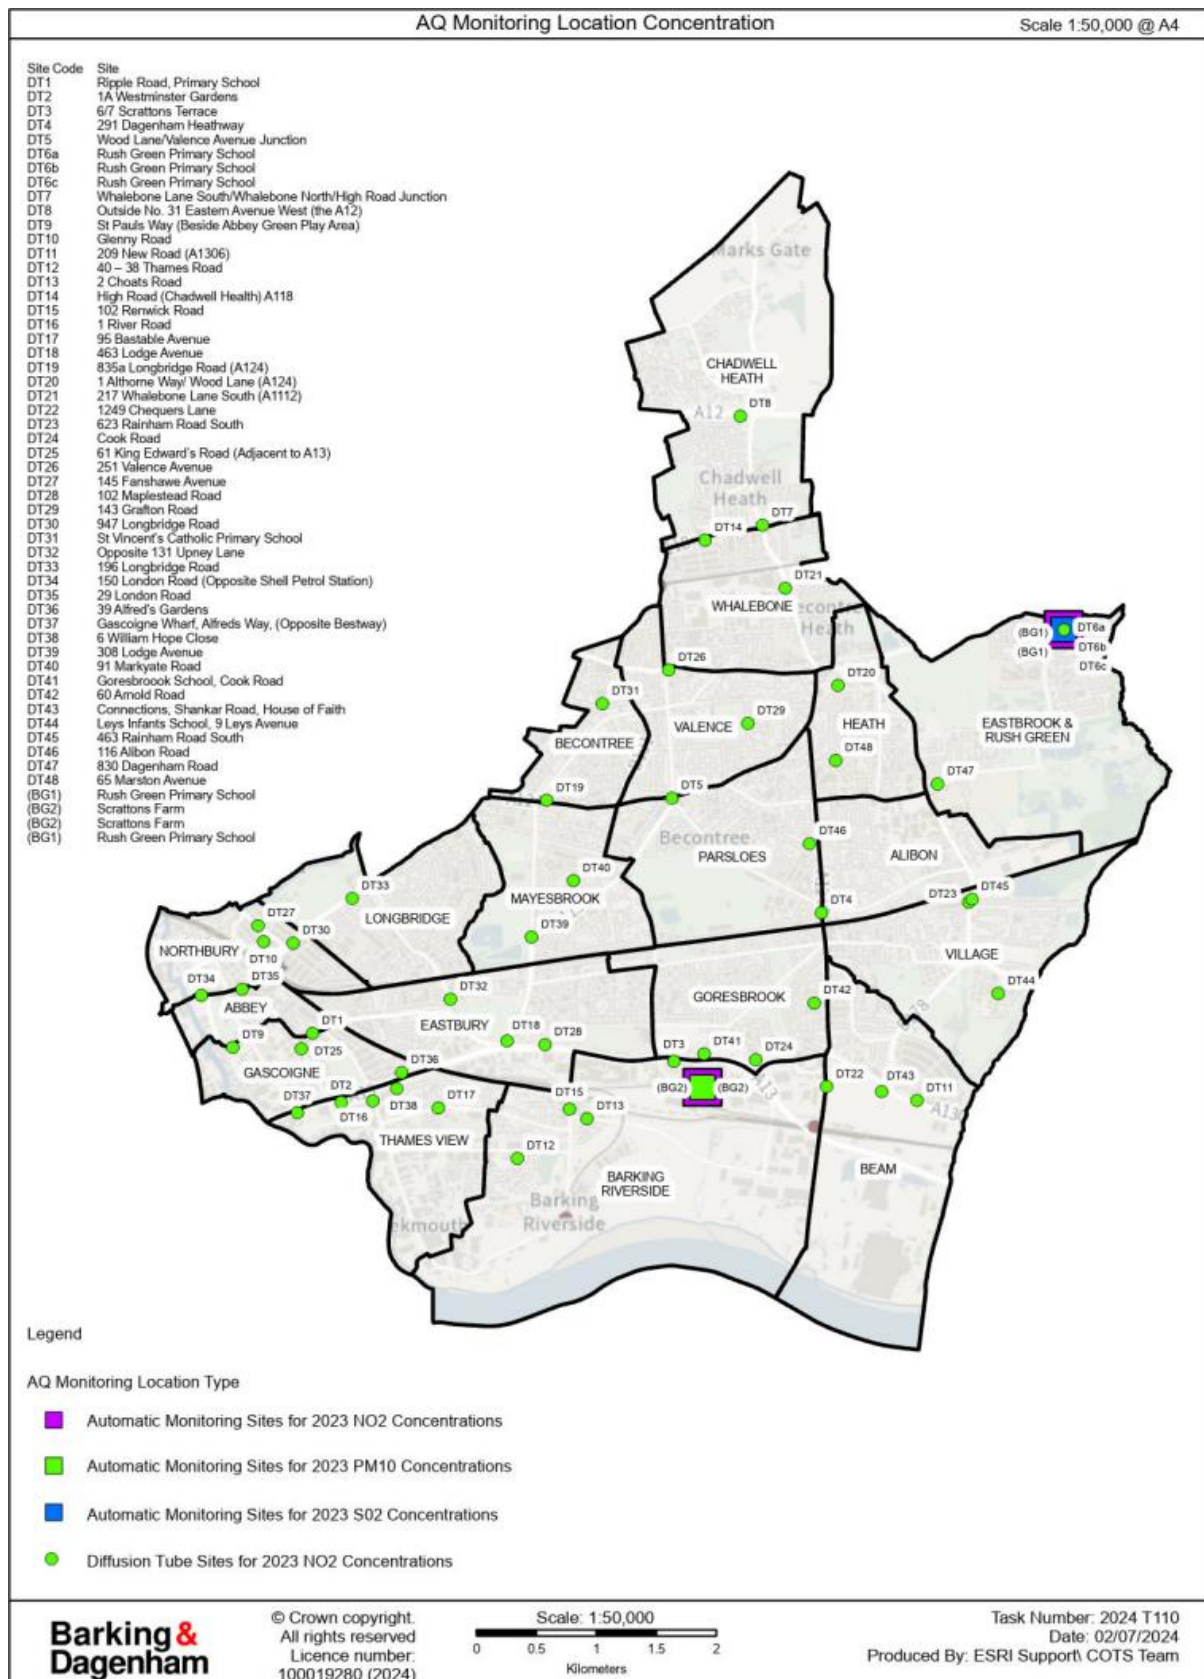 AQ Monitoring Location Concentration
Scale 1:50,000 @ A4
Site Code Site
DT1 Ripple Road, Primary School
DT2 1A Westminster Gardens
DT3 6/7 Scrattons Terrace
DT4 291 Dagenham Heathway
DT5 Wood Lane/Valence Avenue Junction
DT6a Rush Green Primary School
DT6b Rush Green Primary School
DT6c Rush Green Primary School
DT7 Whalebone Lane South/Whalebone North/High Road Junction
DT8 Outside No. 31 Eastern Avenue West (the A12)
DT9 St Pauls Way (Beside Abbey Green Play Area)
DT10 Glenny Road
DT11 209 New Road (A1306)
DT12 40 – 38 Thames Road
DT13 2 Choats Road
DT14 High Road (Chadwell Health) A118
DT15 102 Renwick Road
DT16 1 River Road
DT17 95 Bastable Avenue
DT18 463 Lodge Avenue
DT19 835a Longbridge Road (A124)
DT20 1 Althorne Way/ Wood Lane (A124)
DT21 217 Whalebone Lane South (A1112)
DT22 1249 Chequers Lane
DT23 623 Rainham Road South
DT24 Cook Road
DT25 61 King Edward's Road (Adjacent to A13)
DT26 251 Valence Avenue
DT27 145 Fanshawe Avenue
DT28 102 Maplestead Road
DT29 143 Grafton Road
DT30 947 Longbridge Road
DT31 St Vincent's Catholic Primary School
DT32 Opposite 131 Upney Lane
DT33 196 Longbridge Road
DT34 150 London Road (Opposite Shell Petrol Station)
DT35 29 London Road
DT36 39 Alfred's Gardens
DT37 Gascoigne Wharf, Alfreds Way, (Opposite Bestway)
DT38 6 William Hope Close
DT39 308 Lodge Avenue
DT40 91 Markyate Road
DT41 Goresbroook School, Cook Road
DT42 60 Arnold Road
DT43 Connections, Shankar Road, House of Faith
DT44 Leys Infants School, 9 Leys Avenue
DT45 463 Rainham Road South
DT46 116 Alibon Road
DT47 830 Dagenham Road
DT48 65 Marston Avenue
(BG1) Rush Green Primary School
(BG2) Scrattons Farm
(BG2) Scrattons Farm
(BG1) Rush Green Primary School
Marks Gate
CHADWELL
HEATH
A12
DT8
Chadwell
Heath
DT7
DT14
DT21
WHALEBONE
Heath
(BG1)
DT6a
(BG1)
DT6b
DT6c
DT26
DT20
DT31
DT29
VALENCE
HEATH
EASTBROOK &
RUSH GREEN
BECONTREE
DT48
DT47
DT19
DT5
Becontree
DT46
PARSLOES
ALIBON
DT40
MAYESBROOK
DT33
LONGBRIDGE
DT23
DT45
DT4
DT27
DT30
NORTHBURY
DT10
DT39
VILLAGE
DT35
DT34
ABBEY
DT32
GORESBROOK
DT42
DT44
EASTBURY
DT1
DT18
DT28
DT9
DT25
GASCOIGNE
DT36
DT3
DT41
DT24
(BG2)
(BG2)
A13
DT22
DT43
DT11
A13
DT37
DT2
DT16
DT38
DT17
DT15
DT13
THAMES VIEW
DT12
BARKING
RIVERSIDE
BEAM
Barking
Riverside
Legend
AQ Monitoring Location Type
Automatic Monitoring Sites for 2023 NO2 Concentrations
Automatic Monitoring Sites for 2023 PM10 Concentrations
Automatic Monitoring Sites for 2023 S02 Concentrations
Diffusion Tube Sites for 2023 NO2 Concentrations
Barking &
Dagenham
© Crown copyright.
All rights reserved
Licence number:
100019280 (2024)
Scale: 1:50,000
0 0.5 1 1.5 2
Kilometers
Task Number: 2024 T110
Date: 02/07/2024
Produced By: ESRI Support\ COTS Team